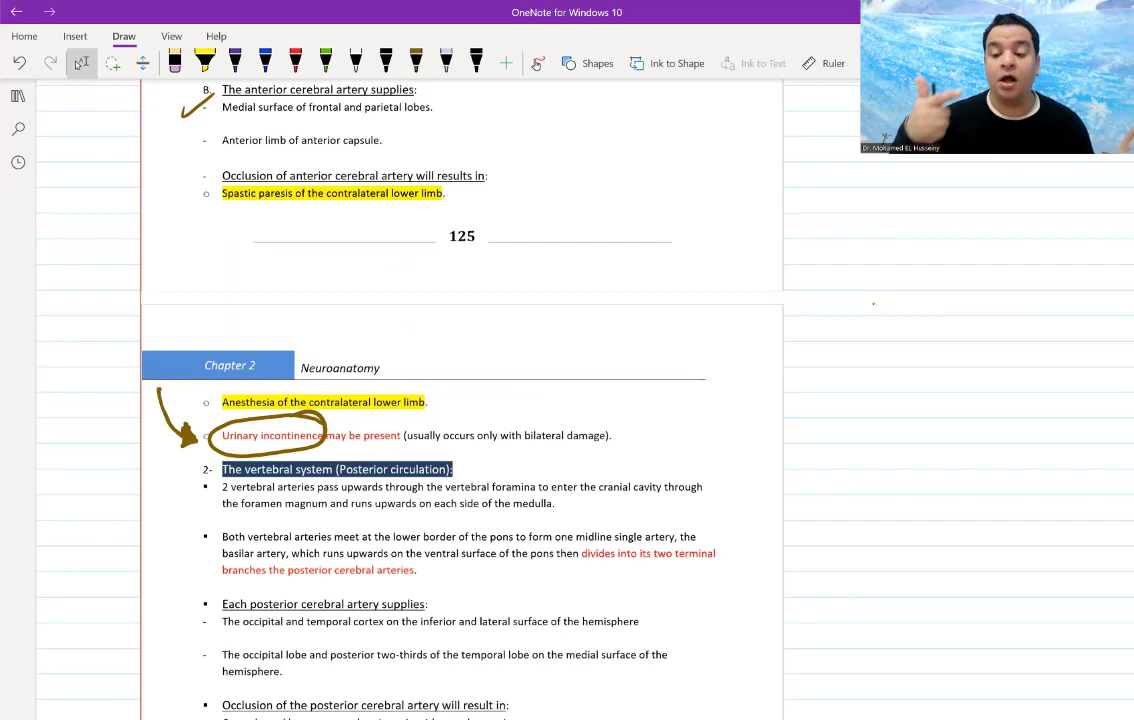 OneNote for Windows 10
Home Insert Draw View Help
Shapes Ink to Shape Ink to Text Ruler
Dr. Mohamed EL Husseiny
B. The anterior cerebral artery supplies:
- Medial surface of frontal and parietal lobes.
- Anterior limb of anterior capsule.
- Occlusion of anterior cerebral artery will results in:
o Spastic paresis of the contralateral lower limb.
125
Chapter 2 Neuroanatomy
o Anesthesia of the contralateral lower limb.
o Urinary incontinence may be present (usually occurs only with bilateral damage).
2- The vertebral system (Posterior circulation):
▪ 2 vertebral arteries pass upwards through the vertebral foramina to enter the cranial cavity through
the foramen magnum and runs upwards on each side of the medulla.
▪ Both vertebral arteries meet at the lower border of the pons to form one midline single artery, the
basilar artery, which runs upwards on the ventral surface of the pons then divides into its two terminal
branches the posterior cerebral arteries.
▪ Each posterior cerebral artery supplies:
- The occipital and temporal cortex on the inferior and lateral surface of the hemisphere
- The occipital lobe and posterior two-thirds of the temporal lobe on the medial surface of the
hemisphere.
▪ Occlusion of the posterior cerebral artery will result in: